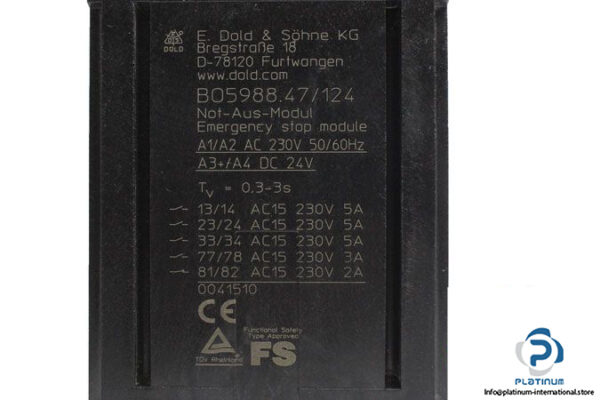 DOLD
E. Dold & Söhne KG
Bregstraße 18
D-78120 Furtwangen
www.dold.com
BO5988.47/124
Not-Aus-Modul
Emergency stop module
A1/A2 AC 230V 50/60Hz
A3+/A4 DC 24V
Tv = 0.3-3s
13/14 AC15 230V 5A
23/24 AC15 230V 5A
33/34 AC15 230V 5A
77/78 AC15 230V 3A
81/82 AC15 230V 2A
0041510
CE
TÜV Rheinland
Functional Safety
Type Approved
FS
PLATINUM
Info@platinum-international.store